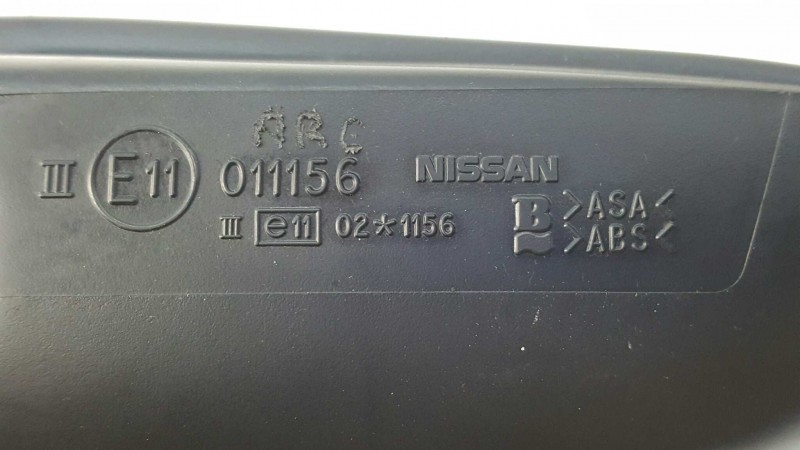 ARC
III E11 011156 NISSAN
III e11 02*1156
B >ASA<
>ABS<